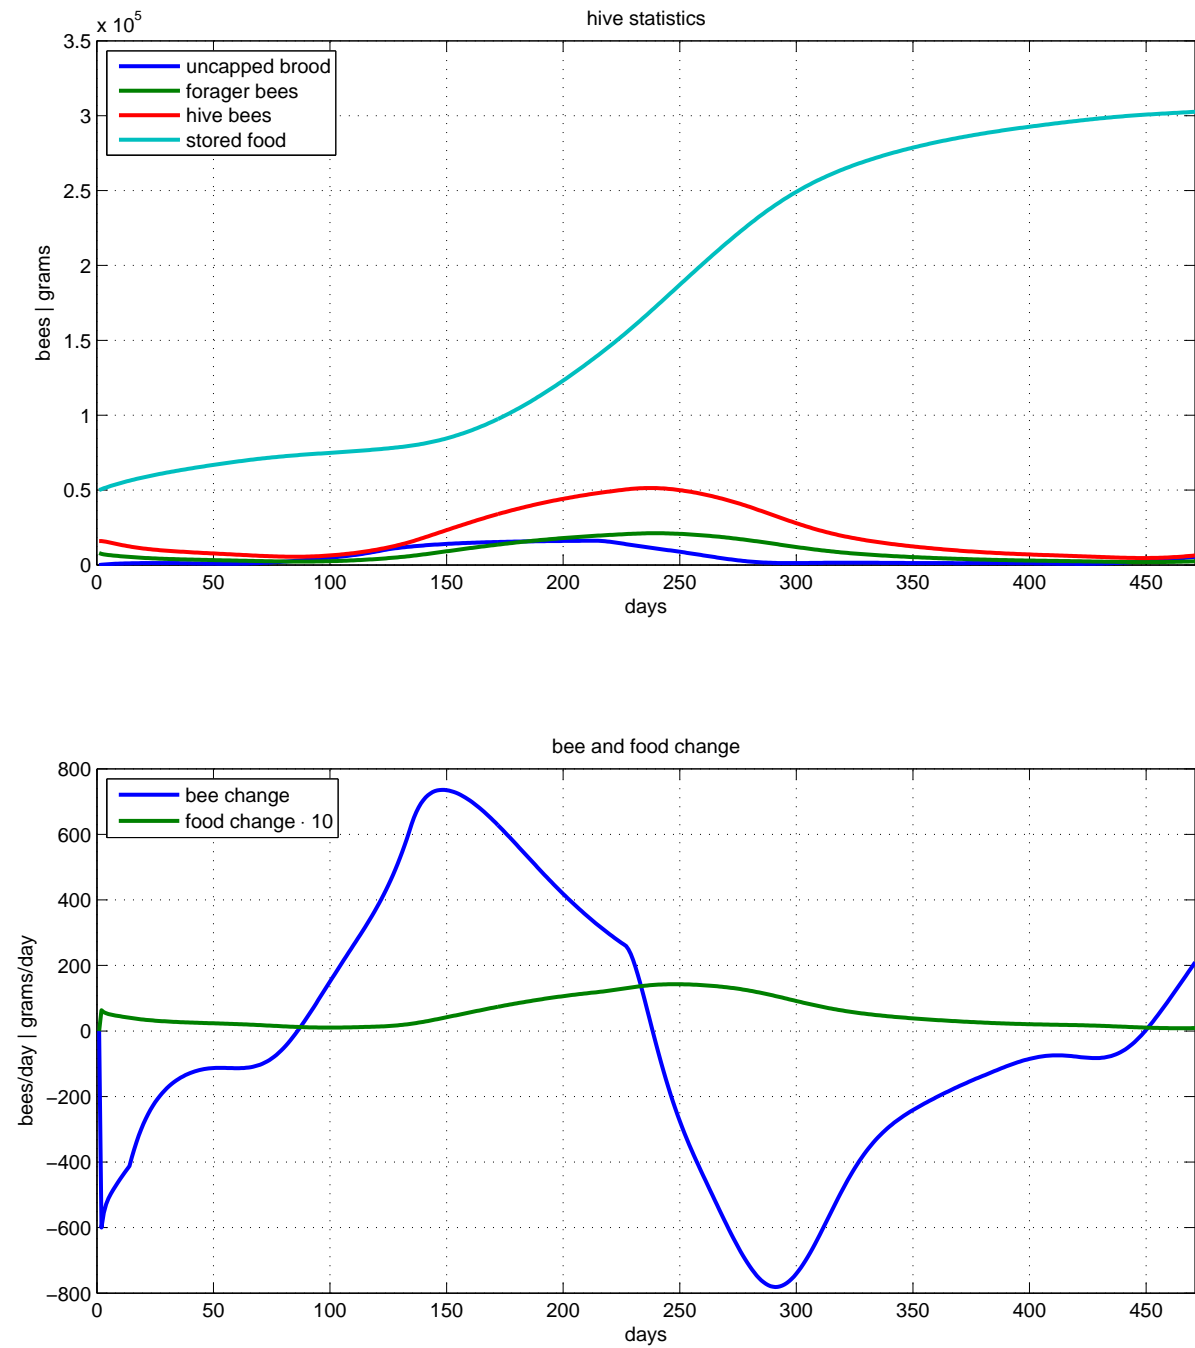 hive statistics
x 10^5
3.5
3
2.5
2
1.5
1
0.5
0
bees | grams
uncapped brood
forager bees
hive bees
stored food
0 50 100 150 200 250 300 350 400 450
days
bee and food change
800
600
400
200
0
−200
−400
−600
−800
bees/day | grams/day
bee change
food change · 10
0 50 100 150 200 250 300 350 400 450
days